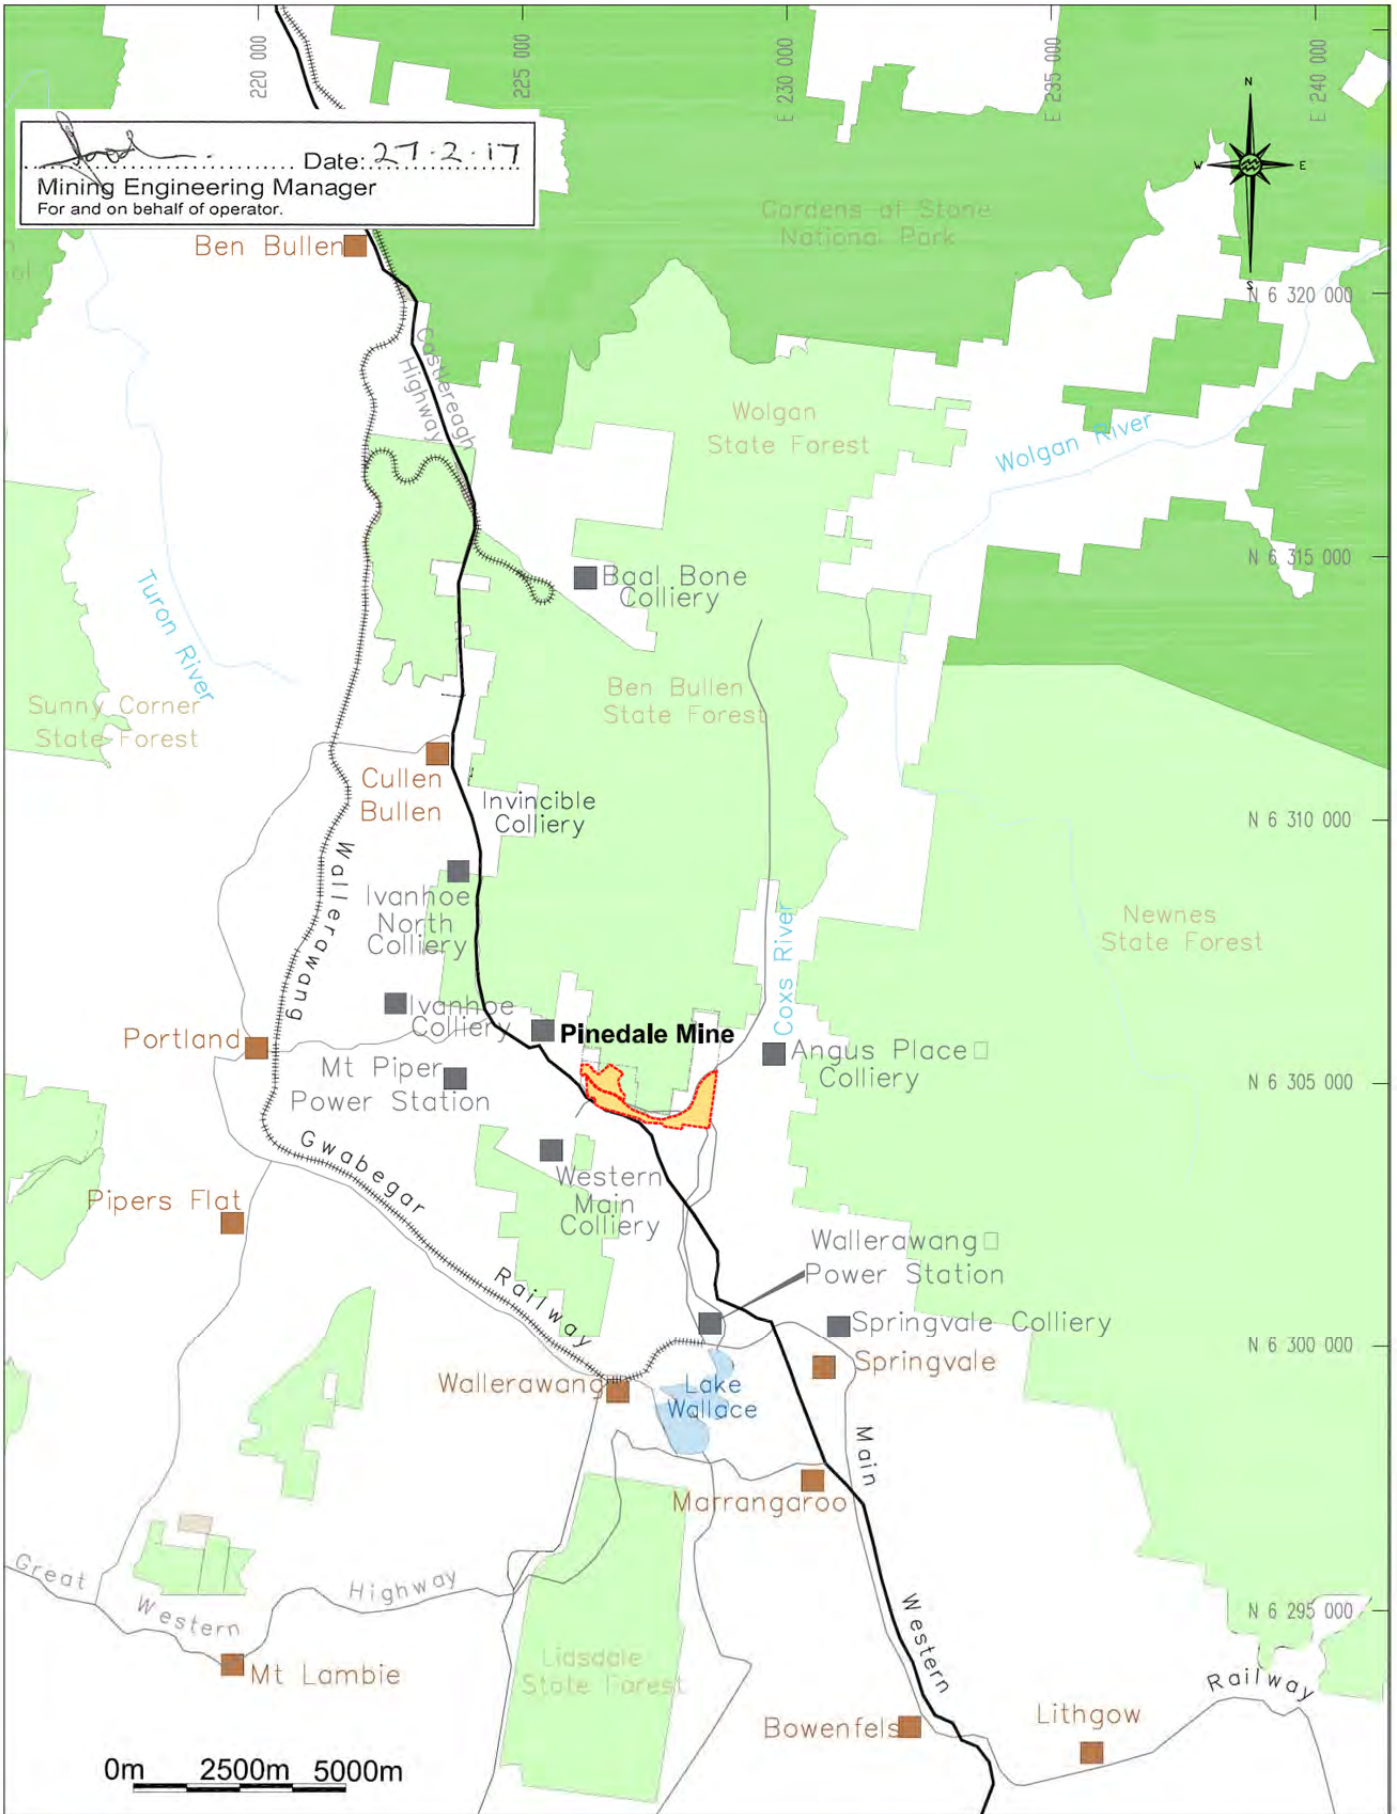 220 000
225 000
E 230 000
E 235 000
E 240 000
N
W
E
S
Date: 27.2.17
Mining Engineering Manager
For and on behalf of operator.
Gardens of Stone
National Park
Ben Bullen
N 6 320 000
Castlereagh
Highway
Wolgan
State Forest
Wolgan River
N 6 315 000
Baal Bone
Colliery
Turon River
Ben Bullen
State Forest
Sunny Corner
State Forest
Cullen
Bullen
Invincible
Colliery
N 6 310 000
Wallerawang
Ivanhoe
North
Colliery
Coxs River
Newnes
State Forest
Ivanhoe
Colliery
Pinedale Mine
Portland
Angus Place
Colliery
Mt Piper
Power Station
N 6 305 000
Gwabegar
Railway
Western
Main
Colliery
Pipers Flat
Wallerawang
Power Station
Springvale Colliery
N 6 300 000
Springvale
Wallerawang
Lake
Wallace
Main
Marrangaroo
Great
Western
Highway
Western
N 6 295 000
Mt Lambie
Lidsdale
State Forest
Railway
Bowenfels
Lithgow
0m 2500m 5000m